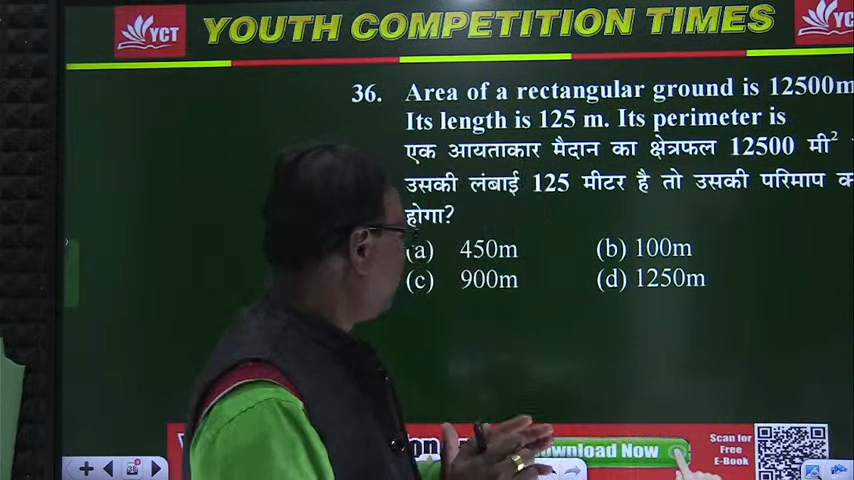 YCT
YOUTH COMPETITION TIMES
YCT
36. Area of a rectangular ground is 12500m
Its length is 125 m. Its perimeter is
एक आयताकार मैदान का क्षेत्रफल 12500 मी²
उसकी लंबाई 125 मीटर है तो उसकी परिमाप
होगा?
(a) 450m (b) 100m
(c) 900m (d) 1250m
Download Now
Scan for
Free
E-Book